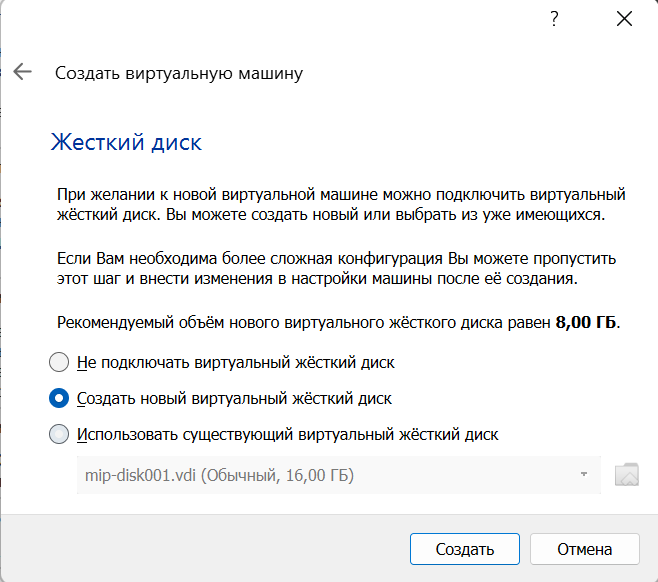 ?
Создать виртуальную машину
Жесткий диск
При желании к новой виртуальной машине можно подключить виртуальный
жёсткий диск. Вы можете создать новый или выбрать из уже имеющихся.
Если Вам необходима более сложная конфигурация Вы можете пропустить
этот шаг и внести изменения в настройки машины после её создания.
Рекомендуемый объём нового виртуального жёсткого диска равен 8,00 ГБ.
Не подключать виртуальный жёсткий диск
Создать новый виртуальный жёсткий диск
Использовать существующий виртуальный жёсткий диск
mip-disk001.vdi (Обычный, 16,00 ГБ)
Создать
Отмена